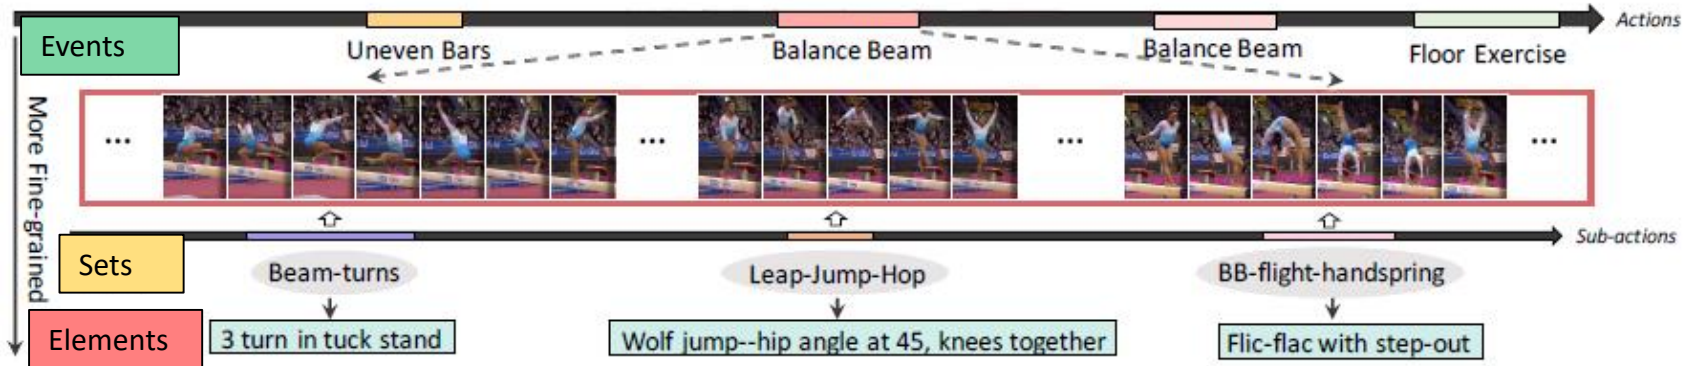 Actions
Events
Uneven Bars
Balance Beam
Balance Beam
Floor Exercise
More Fine-grained
...
...
...
...
Sub-actions
Sets
Beam-turns
Leap-Jump-Hop
BB-flight-handspring
Elements
3 turn in tuck stand
Wolf jump--hip angle at 45, knees together
Flic-flac with step-out